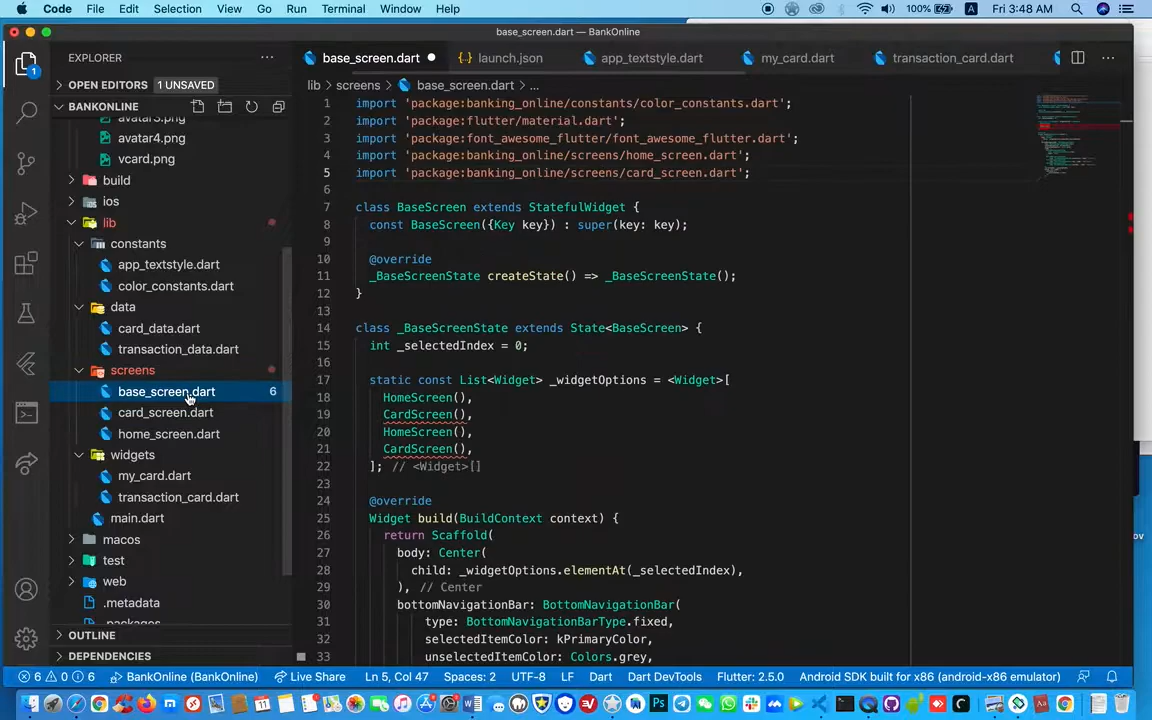 Code File Edit Selection View Go Run Terminal Window Help
100% A Fri 3:48 AM
base_screen.dart — BankOnline
EXPLORER
OPEN EDITORS 1 UNSAVED
BANKONLINE
avatar3.png
avatar4.png
vcard.png
build
ios
lib
constants
app_textstyle.dart
color_constants.dart
data
card_data.dart
transaction_data.dart
screens
base_screen.dart 6
card_screen.dart
home_screen.dart
widgets
my_card.dart
transaction_card.dart
main.dart
macos
test
web
.metadata
.packages
OUTLINE
DEPENDENCIES
1
base_screen.dart launch.json app_textstyle.dart my_card.dart transaction_card.dart
lib > screens > base_screen.dart > ...
1 import 'package:banking_online/constants/color_constants.dart';
2 import 'package:flutter/material.dart';
3 import 'package:font_awesome_flutter/font_awesome_flutter.dart';
4 import 'package:banking_online/screens/home_screen.dart';
5 import 'package:banking_online/screens/card_screen.dart';
6
7 class BaseScreen extends StatefulWidget {
8 const BaseScreen({Key key}) : super(key: key);
9
10 @override
11 _BaseScreenState createState() => _BaseScreenState();
12 }
13
14 class _BaseScreenState extends State<BaseScreen> {
15 int _selectedIndex = 0;
16
17 static const List<Widget> _widgetOptions = <Widget>[
18 HomeScreen(),
19 CardScreen(),
20 HomeScreen(),
21 CardScreen(),
22 ]; // <Widget>[]
23
24 @override
25 Widget build(BuildContext context) {
26 return Scaffold(
27 body: Center(
28 child: _widgetOptions.elementAt(_selectedIndex),
29 ), // Center
30 bottomNavigationBar: BottomNavigationBar(
31 type: BottomNavigationBarType.fixed,
32 selectedItemColor: kPrimaryColor,
33 unselectedItemColor: Colors.grey,
6 0 6 BankOnline (BankOnline) Live Share Ln 5, Col 47 Spaces: 2 UTF-8 LF Dart Dart DevTools Flutter: 2.5.0 Android SDK built for x86 (android-x86 emulator)